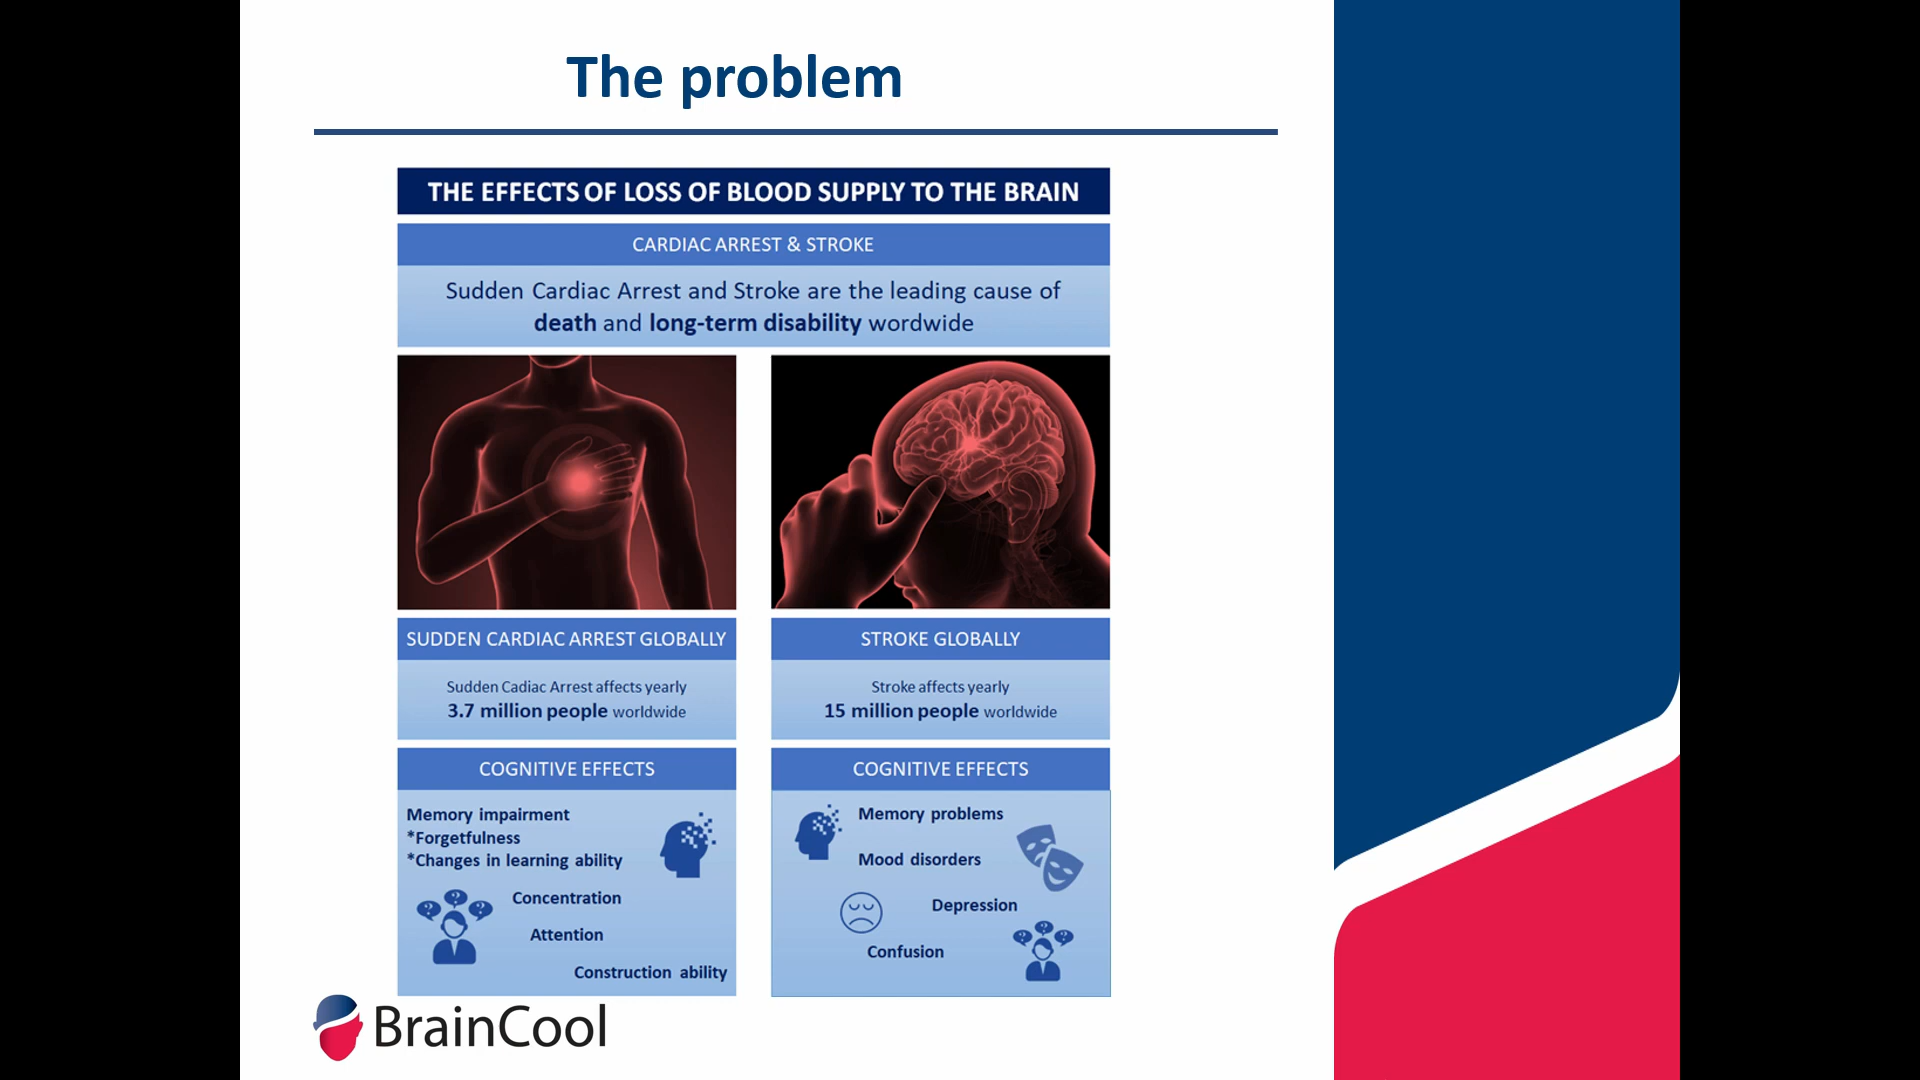 The problem
THE EFFECTS OF LOSS OF BLOOD SUPPLY TO THE BRAIN
CARDIAC ARREST & STROKE
Sudden Cardiac Arrest and Stroke are the leading cause of
death and long-term disability wordwide
SUDDEN CARDIAC ARREST GLOBALLY
Sudden Cadiac Arrest affects yearly
3.7 million people worldwide
COGNITIVE EFFECTS
Memory impairment
*Forgetfulness
*Changes in learning ability
? ? ?
Concentration
Attention
Construction ability
STROKE GLOBALLY
Stroke affects yearly
15 million people worldwide
COGNITIVE EFFECTS
Memory problems
Mood disorders
Depression
? ? ?
Confusion
BrainCool